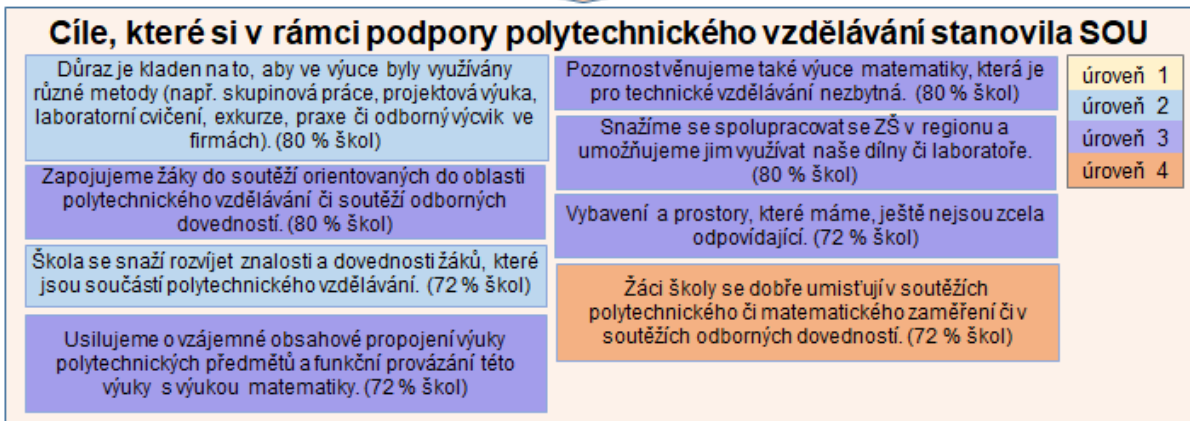 Cíle, které si v rámci podpory polytechnického vzdělávání stanovila SOU
Důraz je kladen na to, aby ve výuce byly využívány
různé metody (např. skupinová práce, projektová výuka,
laboratorní cvičení, exkurze, praxe či odborný výcvik ve
firmách). (80 % škol)
Zapojujeme žáky do soutěží orientovaných do oblasti
polytechnického vzdělávání či soutěží odborných
dovedností. (80 % škol)
Škola se snaží rozvíjet znalosti a dovednosti žáků, které
jsou součástí polytechnického vzdělávání. (72 % škol)
Usilujeme o vzájemné obsahové propojení výuky
polytechnických předmětů a funkční provázání této
výuky s výukou matematiky. (72 % škol)
Pozornost věnujeme také výuce matematiky, která je
pro technické vzdělávání nezbytná. (80 % škol)
Snažíme se spolupracovat se ZŠ v regionu a
umožňujeme jim využívat naše dílny či laboratoře.
(80 % škol)
Vybavení a prostory, které máme, ještě nejsou zcela
odpovídající. (72 % škol)
Žáci školy se dobře umisťují v soutěžích
polytechnického či matematického zaměření či v
soutěžích odborných dovedností. (72 % škol)
úroveň 1
úroveň 2
úroveň 3
úroveň 4